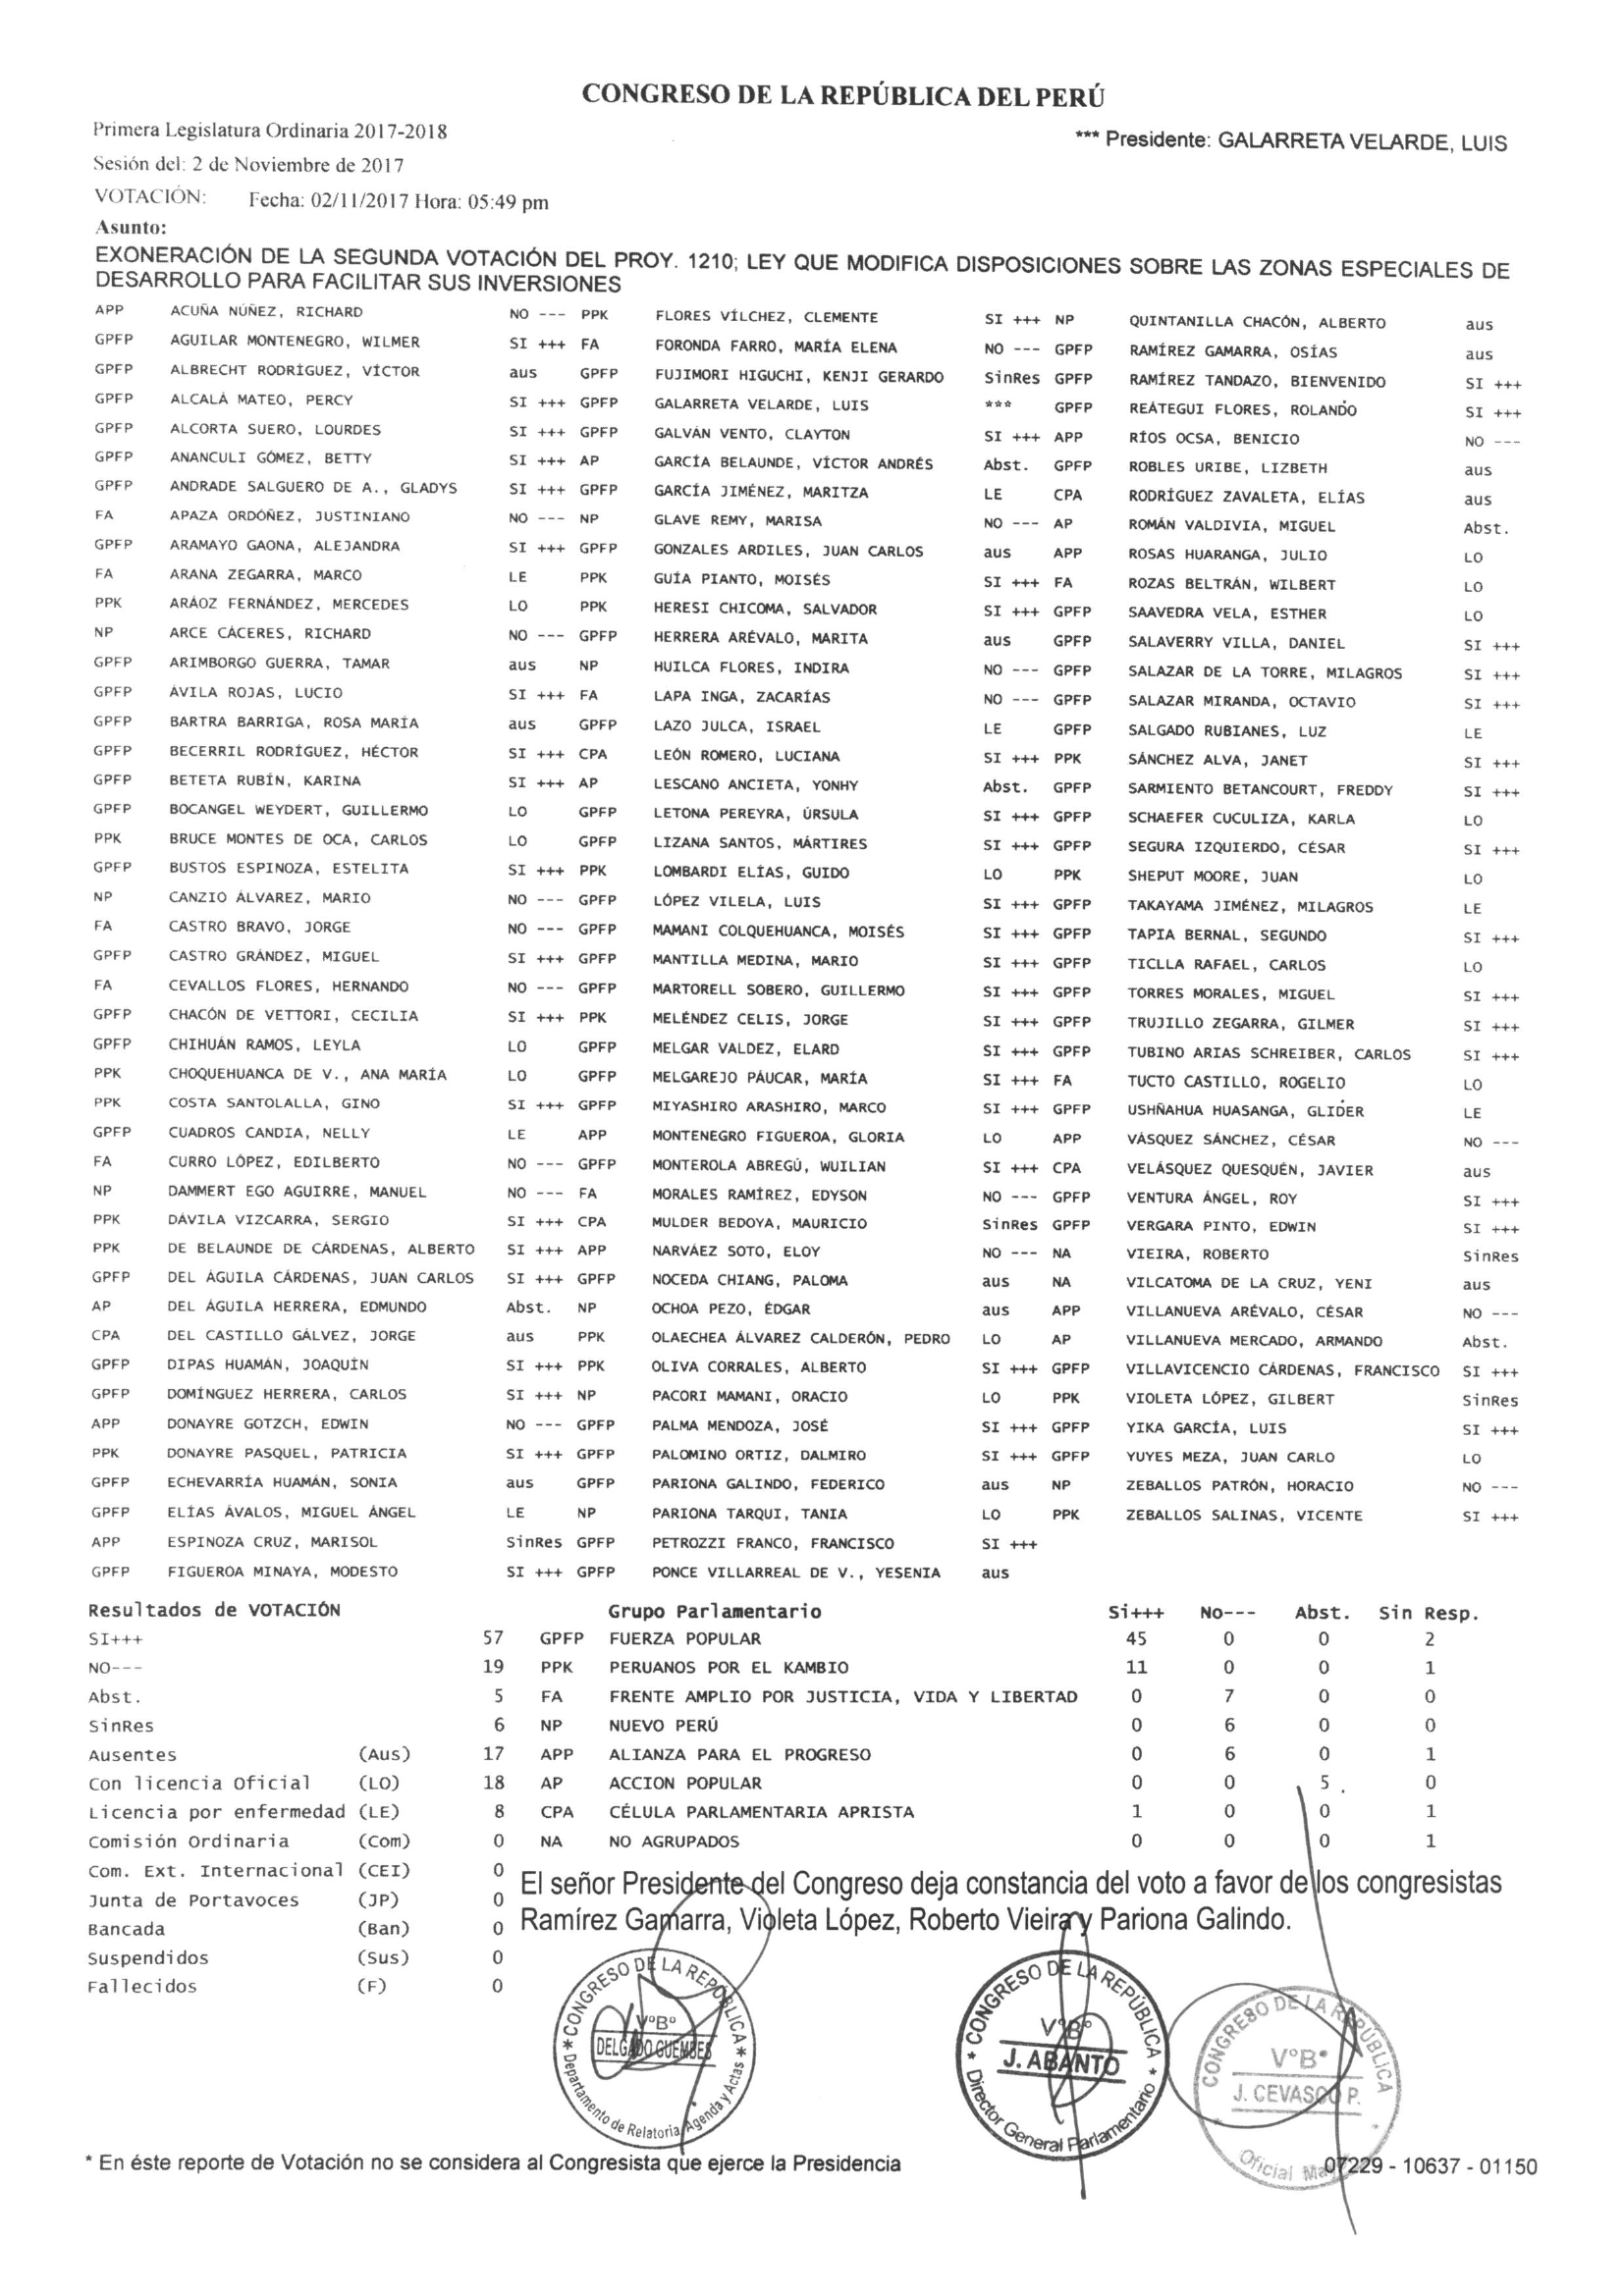 CONGRESO DE LA REPÚBLICA DEL PERÚ
Primera Legislatura Ordinaria 2017-2018
*** Presidente: GALARRETA VELARDE, LUIS
Sesión del: 2 de Noviembre de 2017
VOTACIÓN: Fecha: 02/11/2017 Hora: 05:49 pm
Asunto:
EXONERACIÓN DE LA SEGUNDA VOTACIÓN DEL PROY. 1210; LEY QUE MODIFICA DISPOSICIONES SOBRE LAS ZONAS ESPECIALES DE
DESARROLLO PARA FACILITAR SUS INVERSIONES
APP ACUÑA NÚÑEZ, RICHARD NO --- PPK FLORES VÍLCHEZ, CLEMENTE SI +++ NP QUINTANILLA CHACÓN, ALBERTO aus
GPFP AGUILAR MONTENEGRO, WILMER SI +++ FA FORONDA FARRO, MARÍA ELENA NO --- GPFP RAMÍREZ GAMARRA, OSÍAS aus
GPFP ALBRECHT RODRÍGUEZ, VÍCTOR aus GPFP FUJIMORI HIGUCHI, KENJI GERARDO SinRes GPFP RAMÍREZ TANDAZO, BIENVENIDO SI +++
GPFP ALCALÁ MATEO, PERCY SI +++ GPFP GALARRETA VELARDE, LUIS *** GPFP REÁTEGUI FLORES, ROLANDO SI +++
GPFP ALCORTA SUERO, LOURDES SI +++ GPFP GALVÁN VENTO, CLAYTON SI +++ APP RÍOS OCSA, BENICIO NO ---
GPFP ANANCULI GÓMEZ, BETTY SI +++ AP GARCÍA BELAUNDE, VÍCTOR ANDRÉS Abst. GPFP ROBLES URIBE, LIZBETH aus
GPFP ANDRADE SALGUERO DE A., GLADYS SI +++ GPFP GARCÍA JIMÉNEZ, MARITZA LE CPA RODRÍGUEZ ZAVALETA, ELÍAS aus
FA APAZA ORDÓÑEZ, JUSTINIANO NO --- NP GLAVE REMY, MARISA NO --- AP ROMÁN VALDIVIA, MIGUEL Abst.
GPFP ARAMAYO GAONA, ALEJANDRA SI +++ GPFP GONZALES ARDILES, JUAN CARLOS aus APP ROSAS HUARANGA, JULIO LO
FA ARANA ZEGARRA, MARCO LE PPK GUÍA PIANTO, MOISÉS SI +++ FA ROZAS BELTRÁN, WILBERT LO
PPK ARÁOZ FERNÁNDEZ, MERCEDES LO PPK HERESI CHICOMA, SALVADOR SI +++ GPFP SAAVEDRA VELA, ESTHER LO
NP ARCE CÁCERES, RICHARD NO --- GPFP HERRERA ARÉVALO, MARITA aus GPFP SALAVERRY VILLA, DANIEL SI +++
GPFP ARIMBORGO GUERRA, TAMAR aus NP HUILCA FLORES, INDIRA NO --- GPFP SALAZAR DE LA TORRE, MILAGROS SI +++
GPFP ÁVILA ROJAS, LUCIO SI +++ FA LAPA INGA, ZACARÍAS NO --- GPFP SALAZAR MIRANDA, OCTAVIO SI +++
GPFP BARTRA BARRIGA, ROSA MARÍA aus GPFP LAZO JULCA, ISRAEL LE GPFP SALGADO RUBIANES, LUZ LE
GPFP BECERRIL RODRÍGUEZ, HÉCTOR SI +++ CPA LEÓN ROMERO, LUCIANA SI +++ PPK SÁNCHEZ ALVA, JANET SI +++
GPFP BETETA RUBÍN, KARINA SI +++ AP LESCANO ANCIETA, YONHY Abst. GPFP SARMIENTO BETANCOURT, FREDDY SI +++
GPFP BOCANGEL WEYDERT, GUILLERMO LO GPFP LETONA PEREYRA, ÚRSULA SI +++ GPFP SCHAEFER CUCULIZA, KARLA LO
PPK BRUCE MONTES DE OCA, CARLOS LO GPFP LIZANA SANTOS, MÁRTIRES SI +++ GPFP SEGURA IZQUIERDO, CÉSAR SI +++
GPFP BUSTOS ESPINOZA, ESTELITA SI +++ PPK LOMBARDI ELÍAS, GUIDO LO PPK SHEPUT MOORE, JUAN LO
NP CANZIO ÁLVAREZ, MARIO NO --- GPFP LÓPEZ VILELA, LUIS SI +++ GPFP TAKAYAMA JIMÉNEZ, MILAGROS LE
FA CASTRO BRAVO, JORGE NO --- GPFP MAMANI COLQUEHUANCA, MOISÉS SI +++ GPFP TAPIA BERNAL, SEGUNDO SI +++
GPFP CASTRO GRÁNDEZ, MIGUEL SI +++ GPFP MANTILLA MEDINA, MARIO SI +++ GPFP TICLLA RAFAEL, CARLOS LO
FA CEVALLOS FLORES, HERNANDO NO --- GPFP MARTORELL SOBERO, GUILLERMO SI +++ GPFP TORRES MORALES, MIGUEL SI +++
GPFP CHACÓN DE VETTORI, CECILIA SI +++ PPK MELÉNDEZ CELIS, JORGE SI +++ GPFP TRUJILLO ZEGARRA, GILMER SI +++
GPFP CHIHUÁN RAMOS, LEYLA LO GPFP MELGAR VALDEZ, ELARD SI +++ GPFP TUBINO ARIAS SCHREIBER, CARLOS SI +++
PPK CHOQUEHUANCA DE V., ANA MARÍA LO GPFP MELGAREJO PÁUCAR, MARÍA SI +++ FA TUCTO CASTILLO, ROGELIO LO
PPK COSTA SANTOLALLA, GINO SI +++ GPFP MIYASHIRO ARASHIRO, MARCO SI +++ GPFP USHÑAHUA HUASANGA, GLIDER LE
GPFP CUADROS CANDIA, NELLY LE APP MONTENEGRO FIGUEROA, GLORIA LO APP VÁSQUEZ SÁNCHEZ, CÉSAR NO ---
FA CURRO LÓPEZ, EDILBERTO NO --- GPFP MONTEROLA ABREGÚ, WUILIAN SI +++ CPA VELÁSQUEZ QUESQUÉN, JAVIER aus
NP DAMMERT EGO AGUIRRE, MANUEL NO --- FA MORALES RAMÍREZ, EDYSON NO --- GPFP VENTURA ÁNGEL, ROY SI +++
PPK DÁVILA VIZCARRA, SERGIO SI +++ CPA MULDER BEDOYA, MAURICIO SinRes GPFP VERGARA PINTO, EDWIN SI +++
PPK DE BELAUNDE DE CÁRDENAS, ALBERTO SI +++ APP NARVÁEZ SOTO, ELOY NO --- NA VIEIRA, ROBERTO SinRes
GPFP DEL ÁGUILA CÁRDENAS, JUAN CARLOS SI +++ GPFP NOCEDA CHIANG, PALOMA aus NA VILCATOMA DE LA CRUZ, YENI aus
AP DEL ÁGUILA HERRERA, EDMUNDO Abst. NP OCHOA PEZO, ÉDGAR aus APP VILLANUEVA ARÉVALO, CÉSAR NO ---
CPA DEL CASTILLO GÁLVEZ, JORGE aus PPK OLAECHEA ÁLVAREZ CALDERÓN, PEDRO LO AP VILLANUEVA MERCADO, ARMANDO Abst.
GPFP DIPAS HUAMÁN, JOAQUÍN SI +++ PPK OLIVA CORRALES, ALBERTO SI +++ GPFP VILLAVICENCIO CÁRDENAS, FRANCISCO SI +++
GPFP DOMÍNGUEZ HERRERA, CARLOS SI +++ NP PACORI MAMANI, ORACIO LO PPK VIOLETA LÓPEZ, GILBERT SinRes
APP DONAYRE GOTZCH, EDWIN NO --- GPFP PALMA MENDOZA, JOSÉ SI +++ GPFP YIKA GARCÍA, LUIS SI +++
PPK DONAYRE PASQUEL, PATRICIA SI +++ GPFP PALOMINO ORTIZ, DALMIRO SI +++ GPFP YUYES MEZA, JUAN CARLO LO
GPFP ECHEVARRÍA HUAMÁN, SONIA aus GPFP PARIONA GALINDO, FEDERICO aus NP ZEBALLOS PATRÓN, HORACIO NO ---
GPFP ELÍAS ÁVALOS, MIGUEL ÁNGEL LE NP PARIONA TARQUI, TANIA LO PPK ZEBALLOS SALINAS, VICENTE SI +++
APP ESPINOZA CRUZ, MARISOL SinRes GPFP PETROZZI FRANCO, FRANCISCO SI +++
GPFP FIGUEROA MINAYA, MODESTO SI +++ GPFP PONCE VILLARREAL DE V., YESENIA aus
Resultados de VOTACIÓN Grupo Parlamentario Si+++ No--- Abst. Sin Resp.
SI+++ 57 GPFP FUERZA POPULAR 45 0 0 2
NO--- 19 PPK PERUANOS POR EL KAMBIO 11 0 0 1
Abst. 5 FA FRENTE AMPLIO POR JUSTICIA, VIDA Y LIBERTAD 0 7 0 0
SinRes 6 NP NUEVO PERÚ 0 6 0 0
Ausentes (Aus) 17 APP ALIANZA PARA EL PROGRESO 0 6 0 1
Con licencia Oficial (LO) 18 AP ACCION POPULAR 0 0 5 0
Licencia por enfermedad (LE) 8 CPA CÉLULA PARLAMENTARIA APRISTA 1 0 0 1
Comisión Ordinaria (Com) 0 NA NO AGRUPADOS 0 0 0 1
Com. Ext. Internacional (CEI) 0
Junta de Portavoces (JP) 0
Bancada (Ban) 0
Suspendidos (Sus) 0
Fallecidos (F) 0
El señor Presidente del Congreso deja constancia del voto a favor de los congresistas
Ramírez Gamarra, Violeta López, Roberto Vieira y Pariona Galindo.
* CONGRESO DE LA REPÚBLICA *
V°B°
DELGADO GUEMBES
Departamento de Relatoria, Agenda y Actas
* CONGRESO DE LA REPÚBLICA *
V°B°
J. ABANTO
Director General Parlamentario
CONGRESO DE LA REPÚBLICA
V°B°
J. CEVASCO P.
Oficial
* En éste reporte de Votación no se considera al Congresista que ejerce la Presidencia
07229 - 10637 - 01150